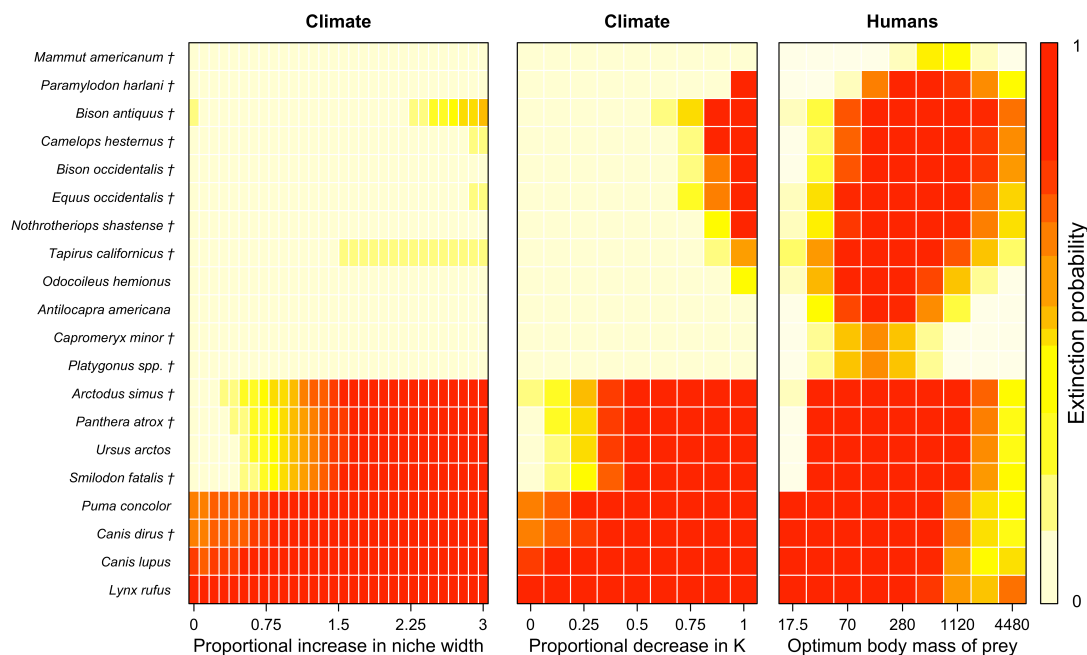 Climate
Climate
Humans
Mammut americanum †
Paramylodon harlani †
Bison antiquus †
Camelops hesternus †
Bison occidentalis †
Equus occidentalis †
Nothrotheriops shastense †
Tapirus californicus †
Odocoileus hemionus
Antilocapra americana
Capromeryx minor †
Platygonus spp. †
Arctodus simus †
Panthera atrox †
Ursus arctos
Smilodon fatalis †
Puma concolor
Canis dirus †
Canis lupus
Lynx rufus
0 0.75 1.5 2.25 3
Proportional increase in niche width
0 0.25 0.5 0.75 1
Proportional decrease in K
17.5 70 280 1120 4480
Optimum body mass of prey
1
0
Extinction probability